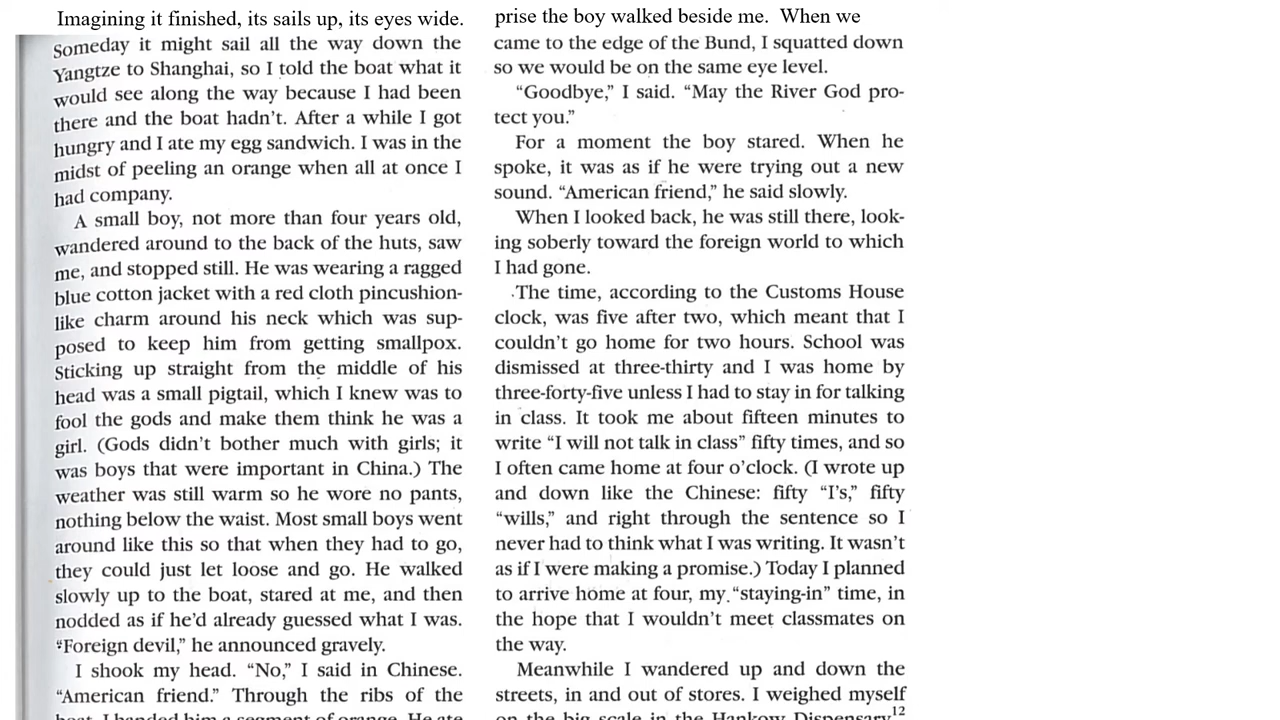 Imagining it finished, its sails up, its eyes wide.
Someday it might sail all the way down the
Yangtze to Shanghai, so I told the boat what it
would see along the way because I had been
there and the boat hadn't. After a while I got
hungry and I ate my egg sandwich. I was in the
midst of peeling an orange when all at once I
had company.
A small boy, not more than four years old,
wandered around to the back of the huts, saw
me, and stopped still. He was wearing a ragged
blue cotton jacket with a red cloth pincushion-
like charm around his neck which was sup-
posed to keep him from getting smallpox.
Sticking up straight from the middle of his
head was a small pigtail, which I knew was to
fool the gods and make them think he was a
girl. (Gods didn't bother much with girls; it
was boys that were important in China.) The
weather was still warm so he wore no pants,
nothing below the waist. Most small boys went
around like this so that when they had to go,
they could just let loose and go. He walked
slowly up to the boat, stared at me, and then
nodded as if he'd already guessed what I was.
“Foreign devil,” he announced gravely.
I shook my head. “No,” I said in Chinese.
“American friend.” Through the ribs of the
boat, I handed him a segment of orange. He ate
prise the boy walked beside me. When we
came to the edge of the Bund, I squatted down
so we would be on the same eye level.
“Goodbye,” I said. “May the River God pro-
tect you.”
For a moment the boy stared. When he
spoke, it was as if he were trying out a new
sound. “American friend,” he said slowly.
When I looked back, he was still there, look-
ing soberly toward the foreign world to which
I had gone.
The time, according to the Customs House
clock, was five after two, which meant that I
couldn't go home for two hours. School was
dismissed at three-thirty and I was home by
three-forty-five unless I had to stay in for talking
in class. It took me about fifteen minutes to
write “I will not talk in class” fifty times, and so
I often came home at four o'clock. (I wrote up
and down like the Chinese: fifty “I's,” fifty
“wills,” and right through the sentence so I
never had to think what I was writing. It wasn't
as if I were making a promise.) Today I planned
to arrive home at four, my “staying-in” time, in
the hope that I wouldn't meet classmates on
the way.
Meanwhile I wandered up and down the
streets, in and out of stores. I weighed myself
on the big scale in the Hankow Dispensary12